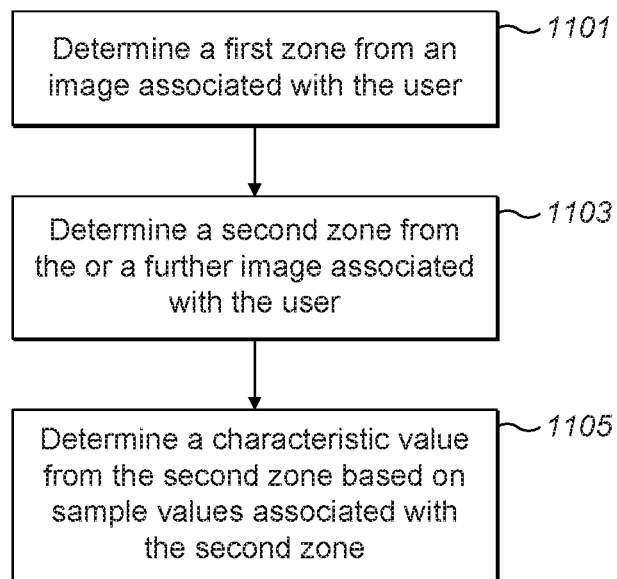 Determine a first zone from an
image associated with the user
1101
Determine a second zone from
the or a further image associated
with the user
1103
Determine a characteristic value
from the second zone based on
sample values associated with
the second zone
1105